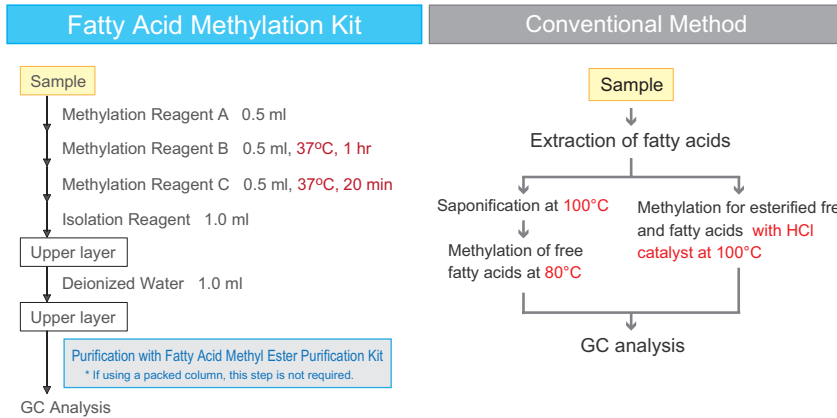 Fatty Acid Methylation Kit
Sample
Methylation Reagent A 0.5 ml
Methylation Reagent B 0.5 ml, 37ºC, 1 hr
Methylation Reagent C 0.5 ml, 37ºC, 20 min
Isolation Reagent 1.0 ml
Upper layer
Deionized Water 1.0 ml
Upper layer
Purification with Fatty Acid Methyl Ester Purification Kit
* If using a packed column, this step is not required.
GC Analysis
Conventional Method
Sample
Extraction of fatty acids
Saponification at 100°C
Methylation of free
fatty acids at 80°C
Methylation for esterified fre
and fatty acids with HCl
catalyst at 100°C
GC analysis